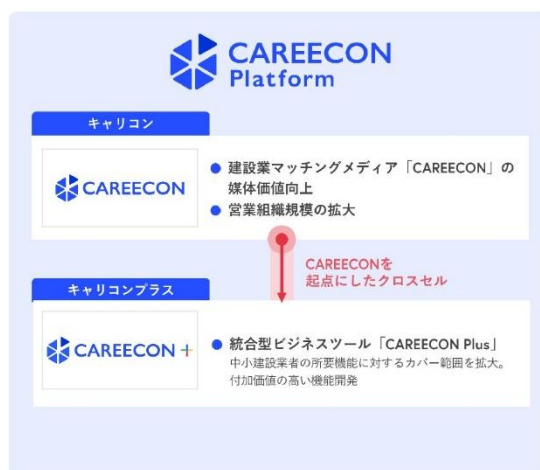 CAREECON
Platform
キャリコン
CAREECON
● 建設業マッチングメディア「CAREECON」の
媒体価値向上
● 営業組織規模の拡大
CAREECONを
起点にしたクロスセル
キャリコンプラス
CAREECON +
● 統合型ビジネスツール「CAREECON Plus」
中小建設業者の所要機能に対するカバー範囲を拡大。
付加価値の高い機能開発